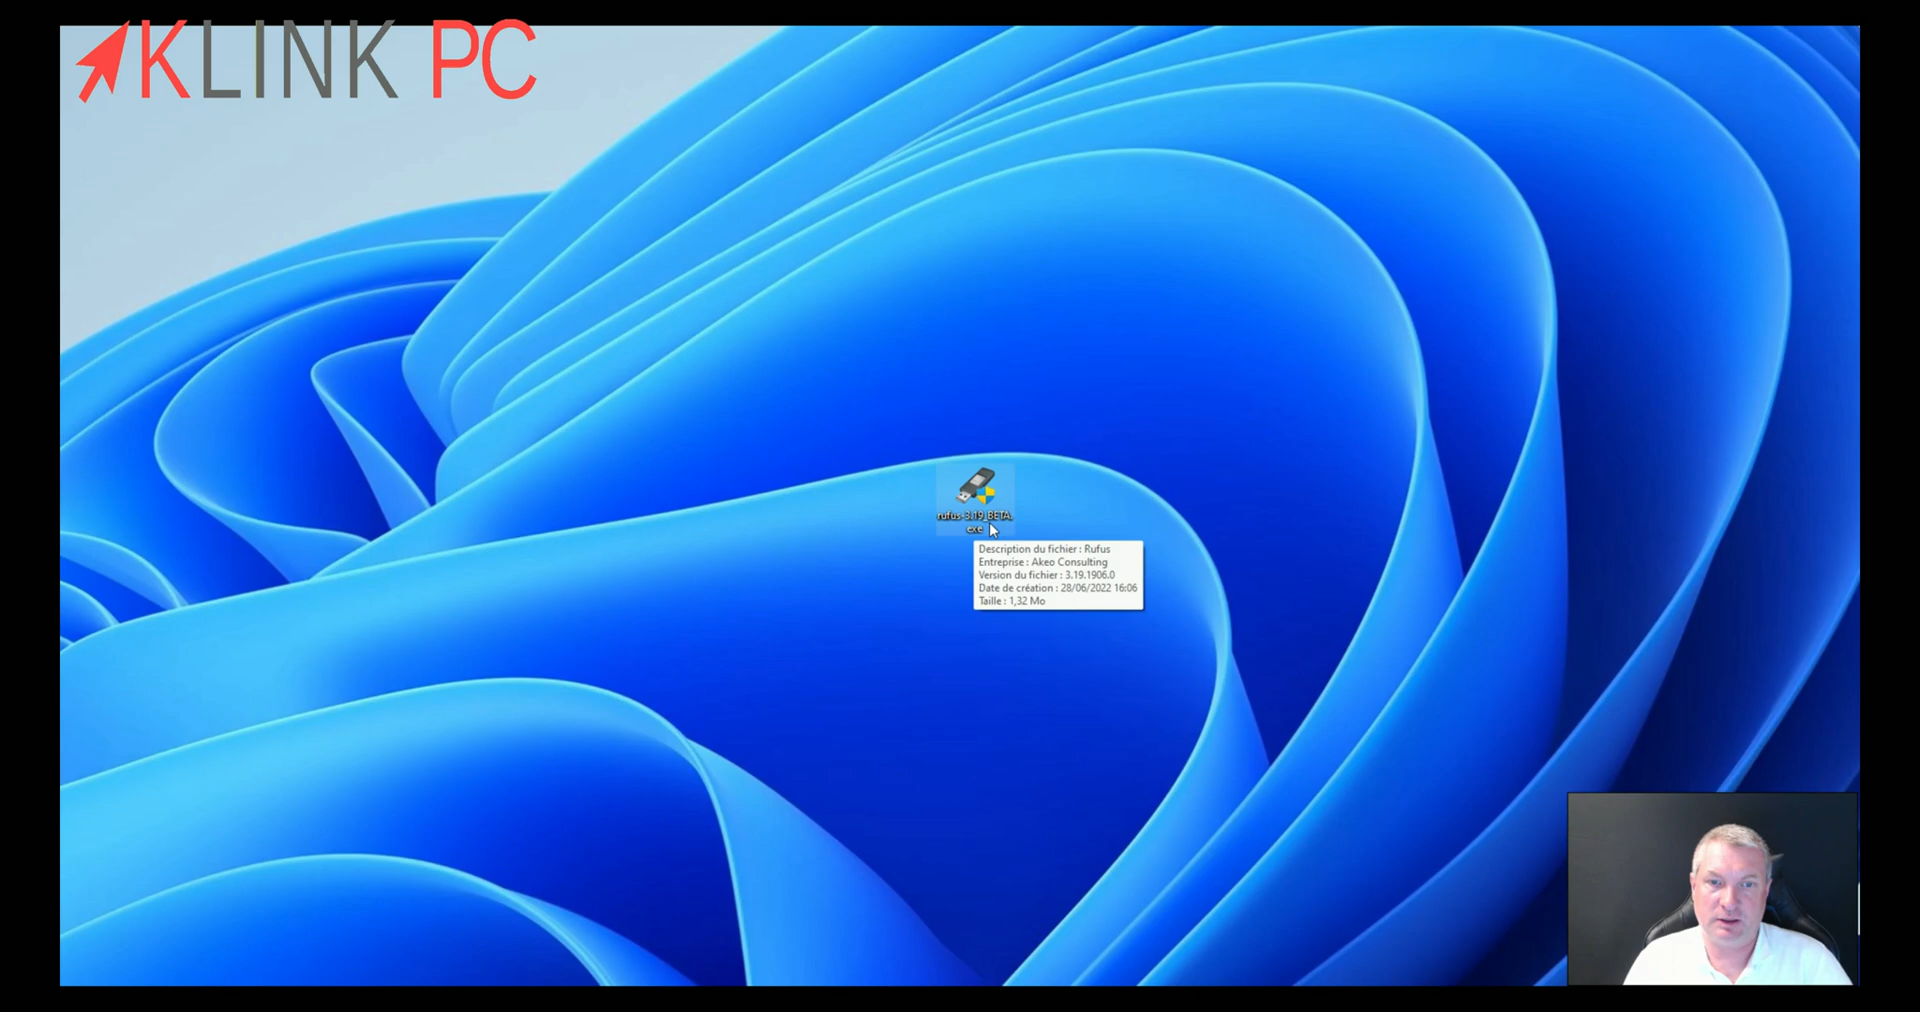 KLINK PC
rufus-3.19_BETA.
exe
Description du fichier : Rufus
Entreprise : Akeo Consulting
Version du fichier : 3.19.1906.0
Date de création : 28/06/2022 16:06
Taille : 1,32 Mo